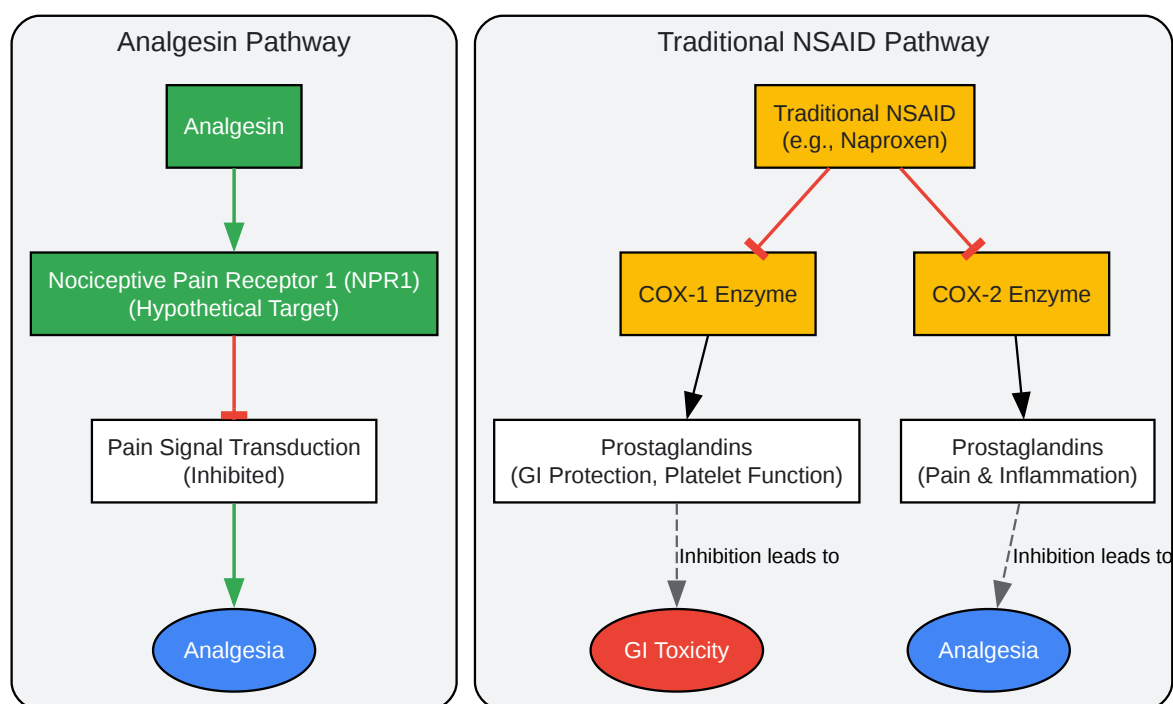 Analgesin Pathway
Analgesin
Nociceptive Pain Receptor 1 (NPR1)
(Hypothetical Target)
Pain Signal Transduction
(Inhibited)
Analgesia
Traditional NSAID Pathway
Traditional NSAID
(e.g., Naproxen)
COX-1 Enzyme
COX-2 Enzyme
Prostaglandins
(GI Protection, Platelet Function)
Prostaglandins
(Pain & Inflammation)
Inhibition leads to
Inhibition leads to
GI Toxicity
Analgesia